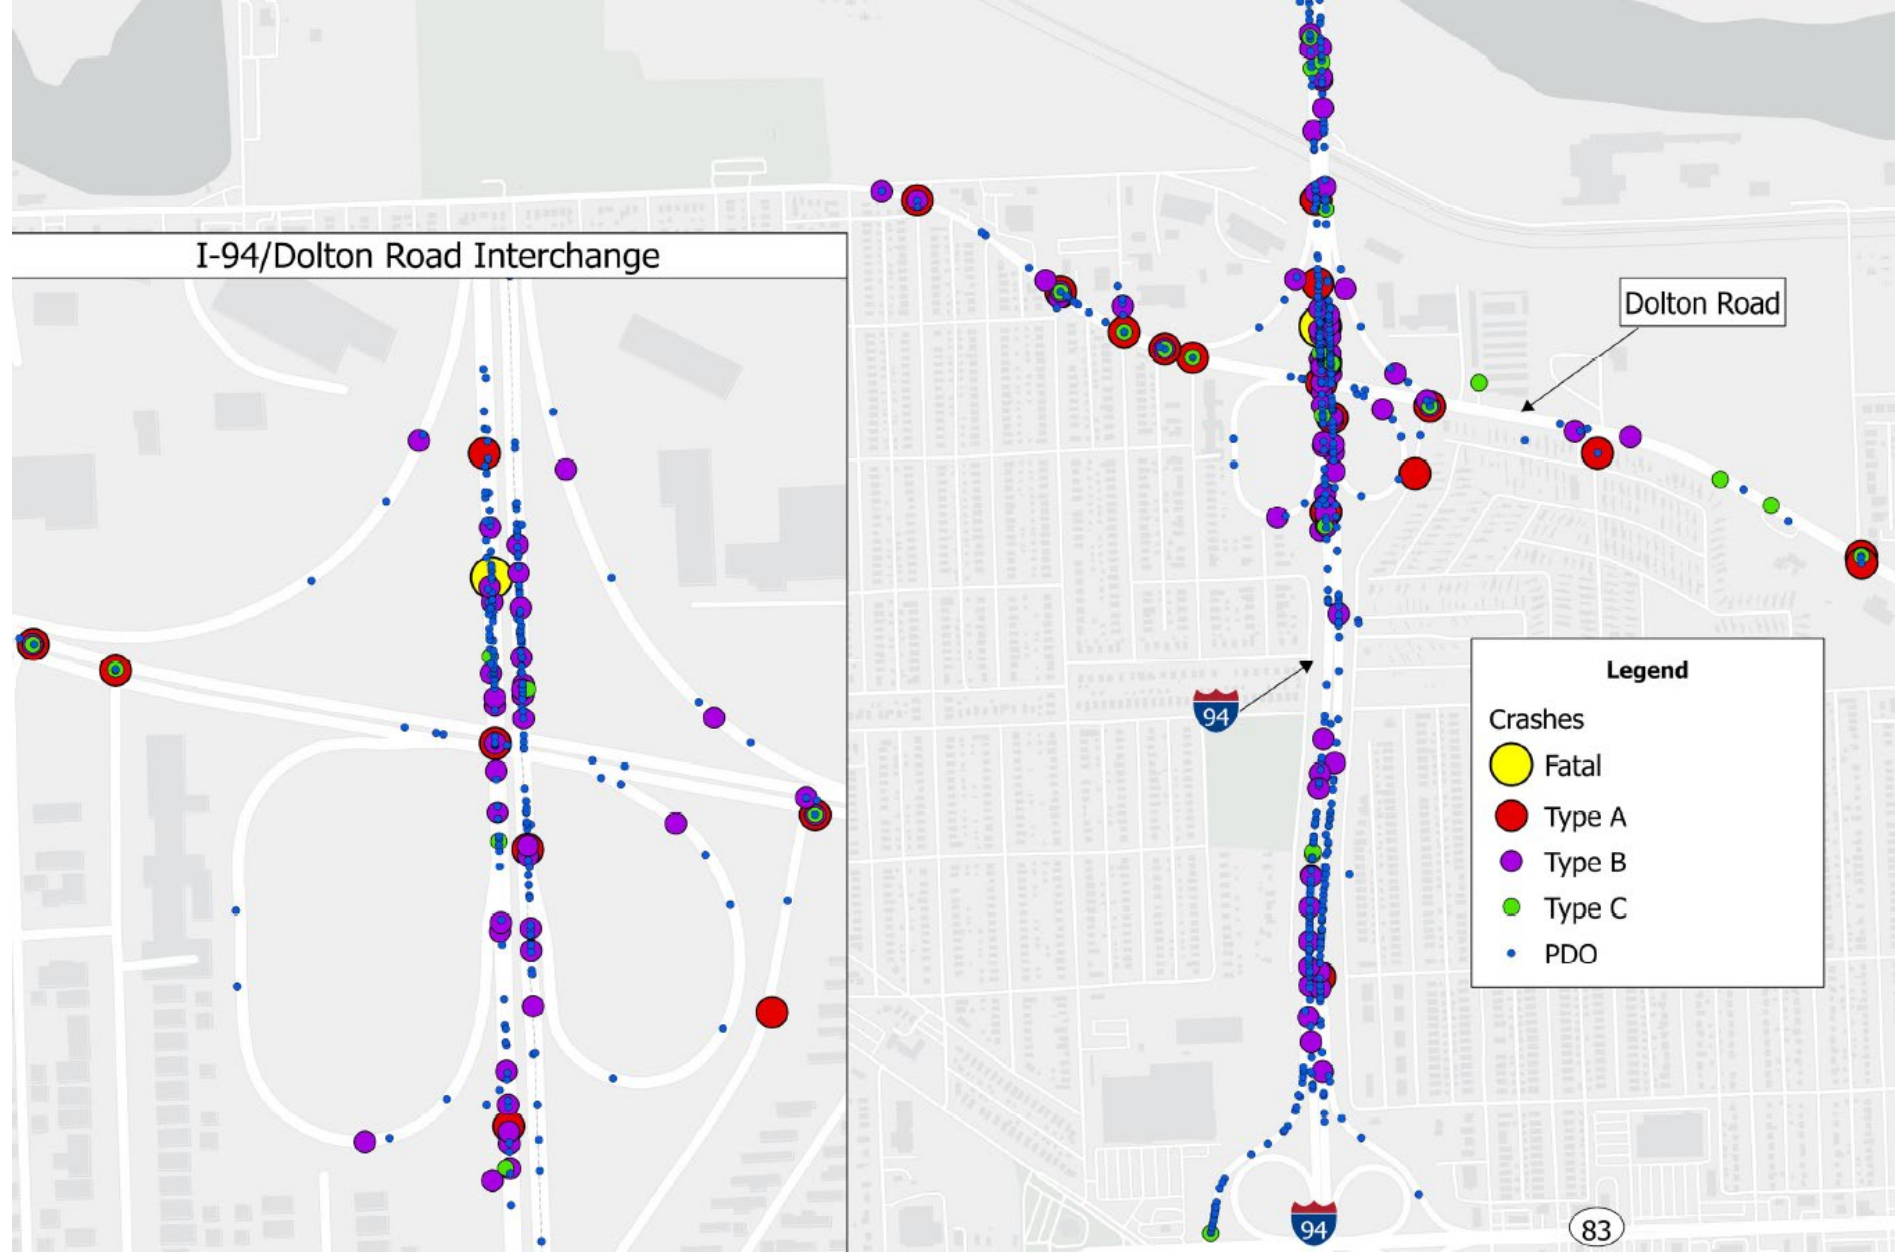 I-94/Dolton Road Interchange
Dolton Road
94
Legend
Crashes
Fatal
Type A
Type B
Type C
PDO
94
83